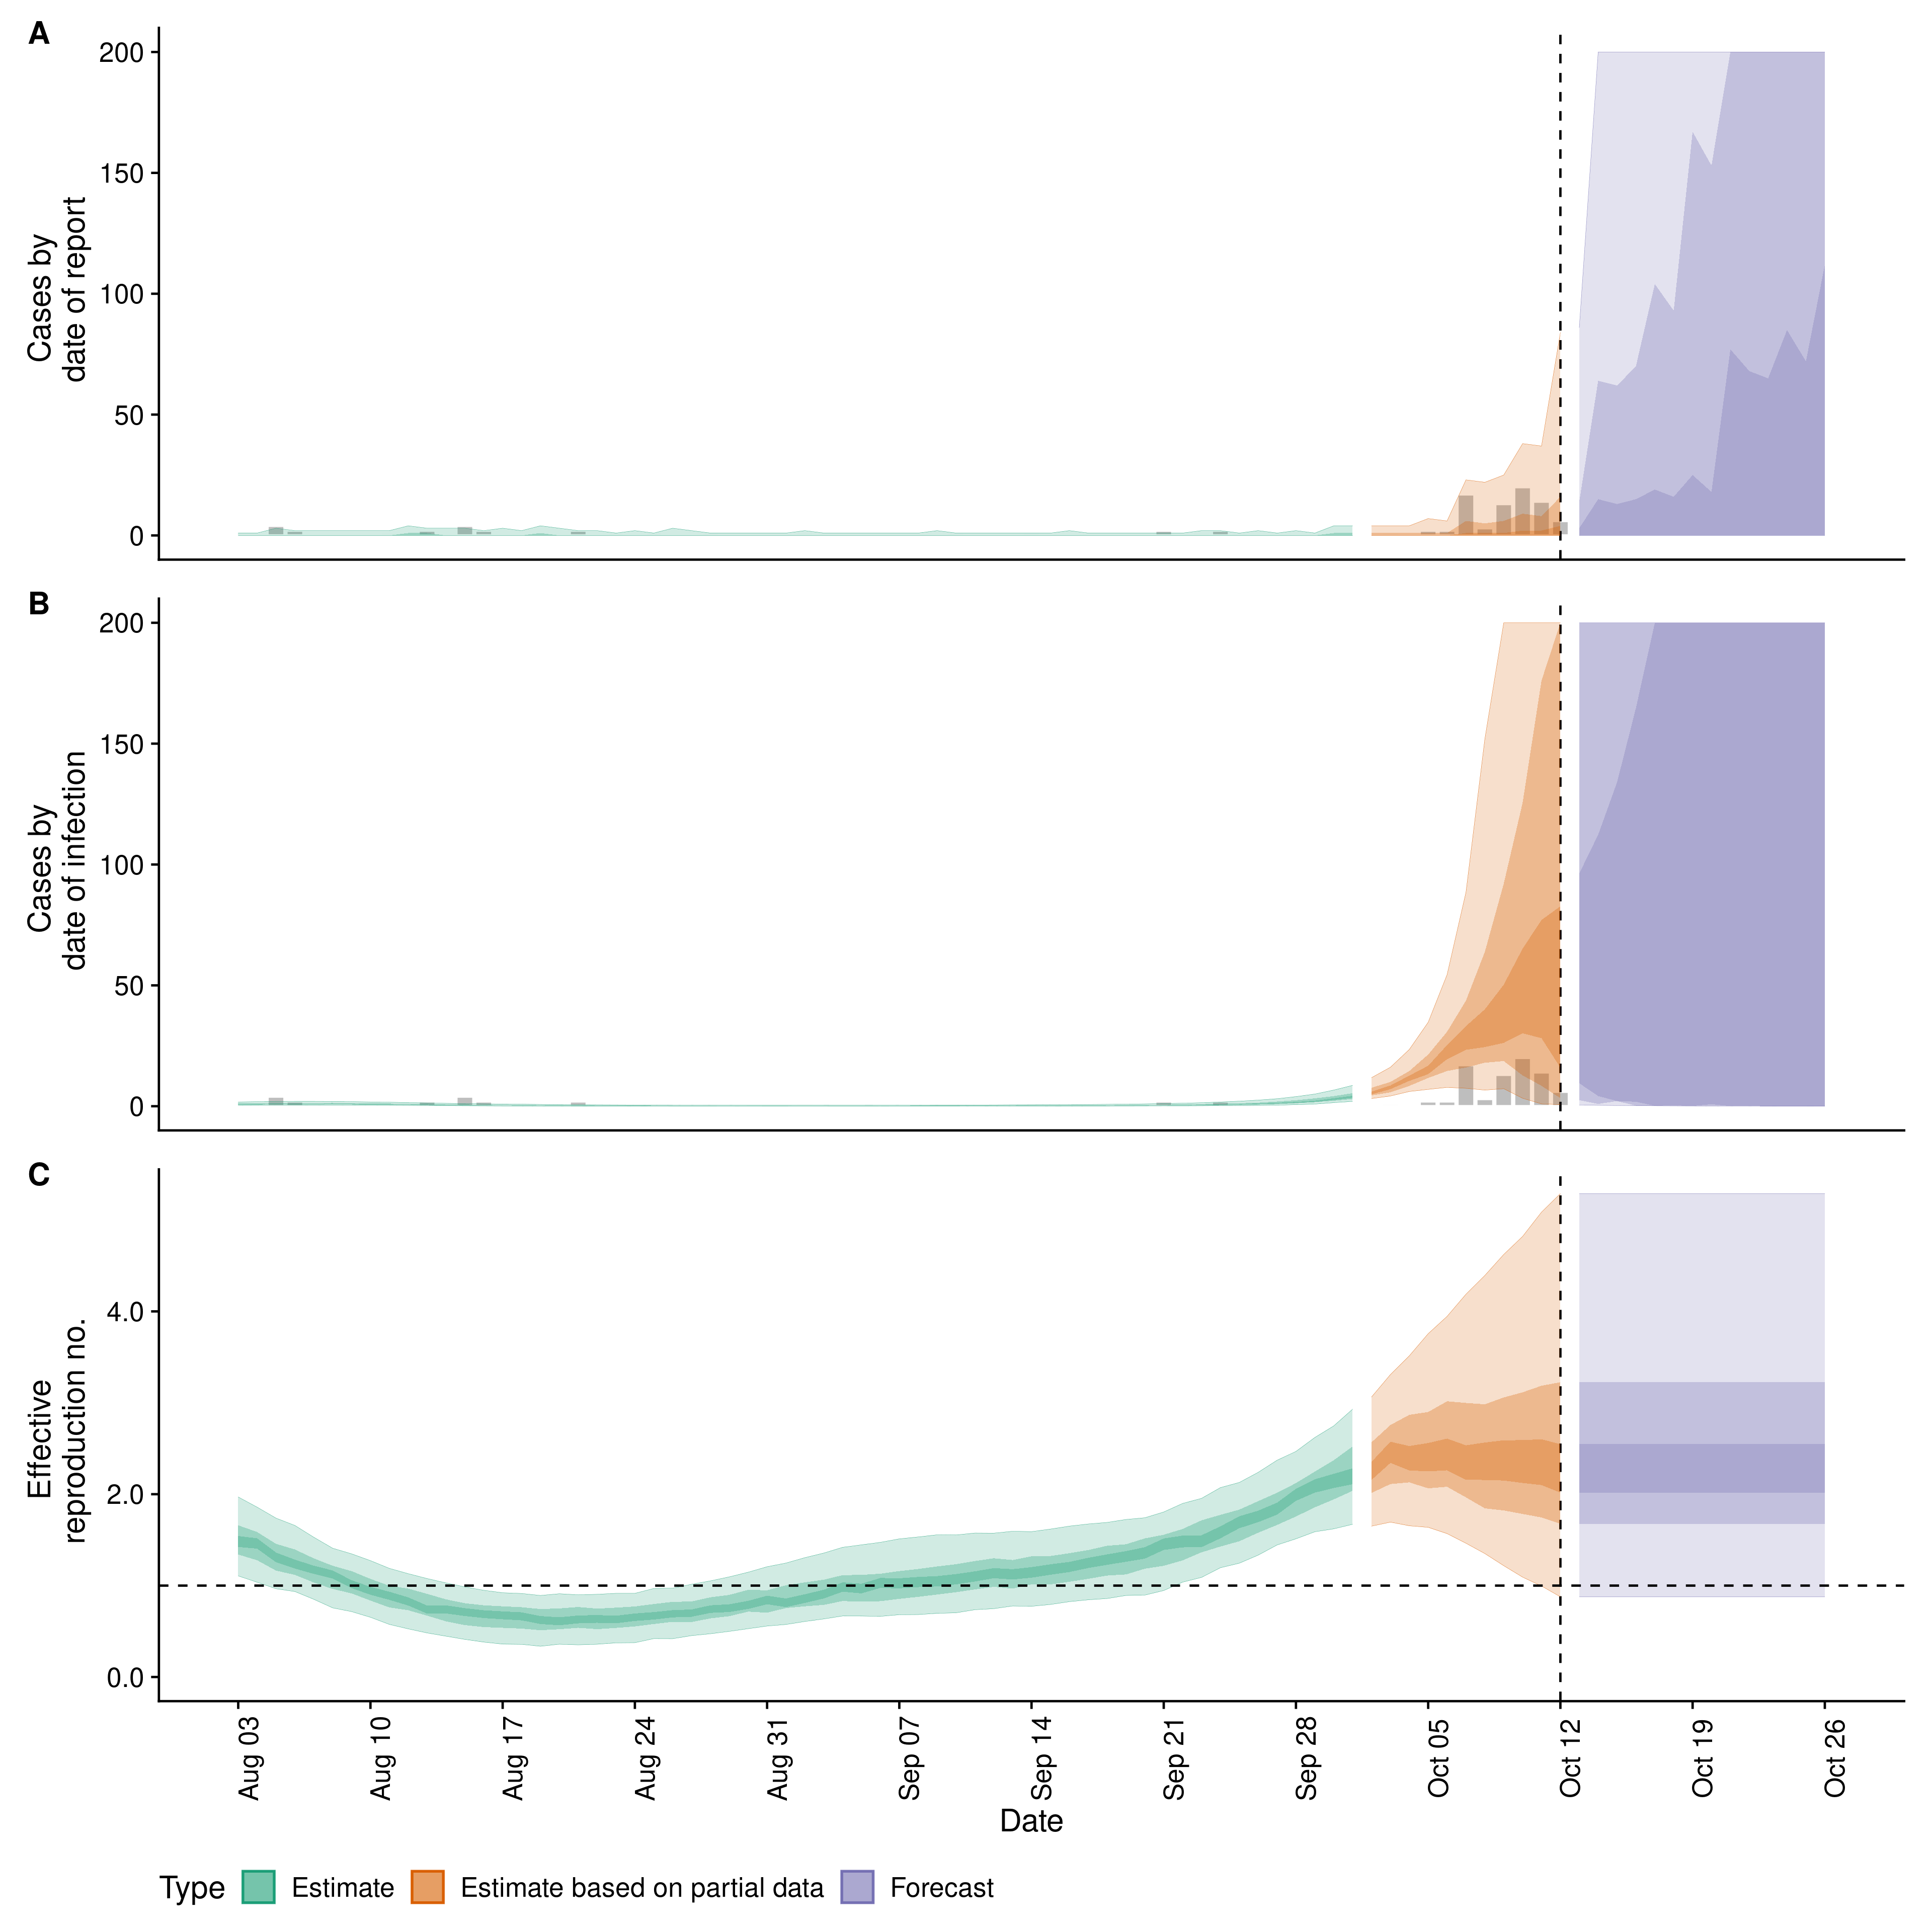 A
200
150
100
50
0
Cases by
date of report
B
200
150
100
50
0
Cases by
date of infection
C
4.0
2.0
0.0
Effective
reproduction no.
Aug 03
Aug 10
Aug 17
Aug 24
Aug 31
Sep 07
Sep 14
Sep 21
Sep 28
Oct 05
Oct 12
Oct 19
Oct 26
Date
Type Estimate Estimate based on partial data Forecast